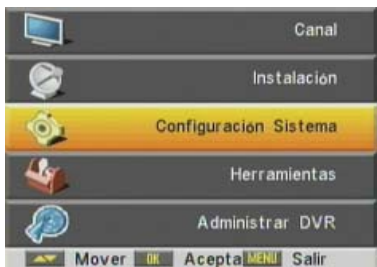 Canal
Instalación
Configuración Sistema
Herramientas
Administrar DVR
Mover OK Acepta MENU Salir